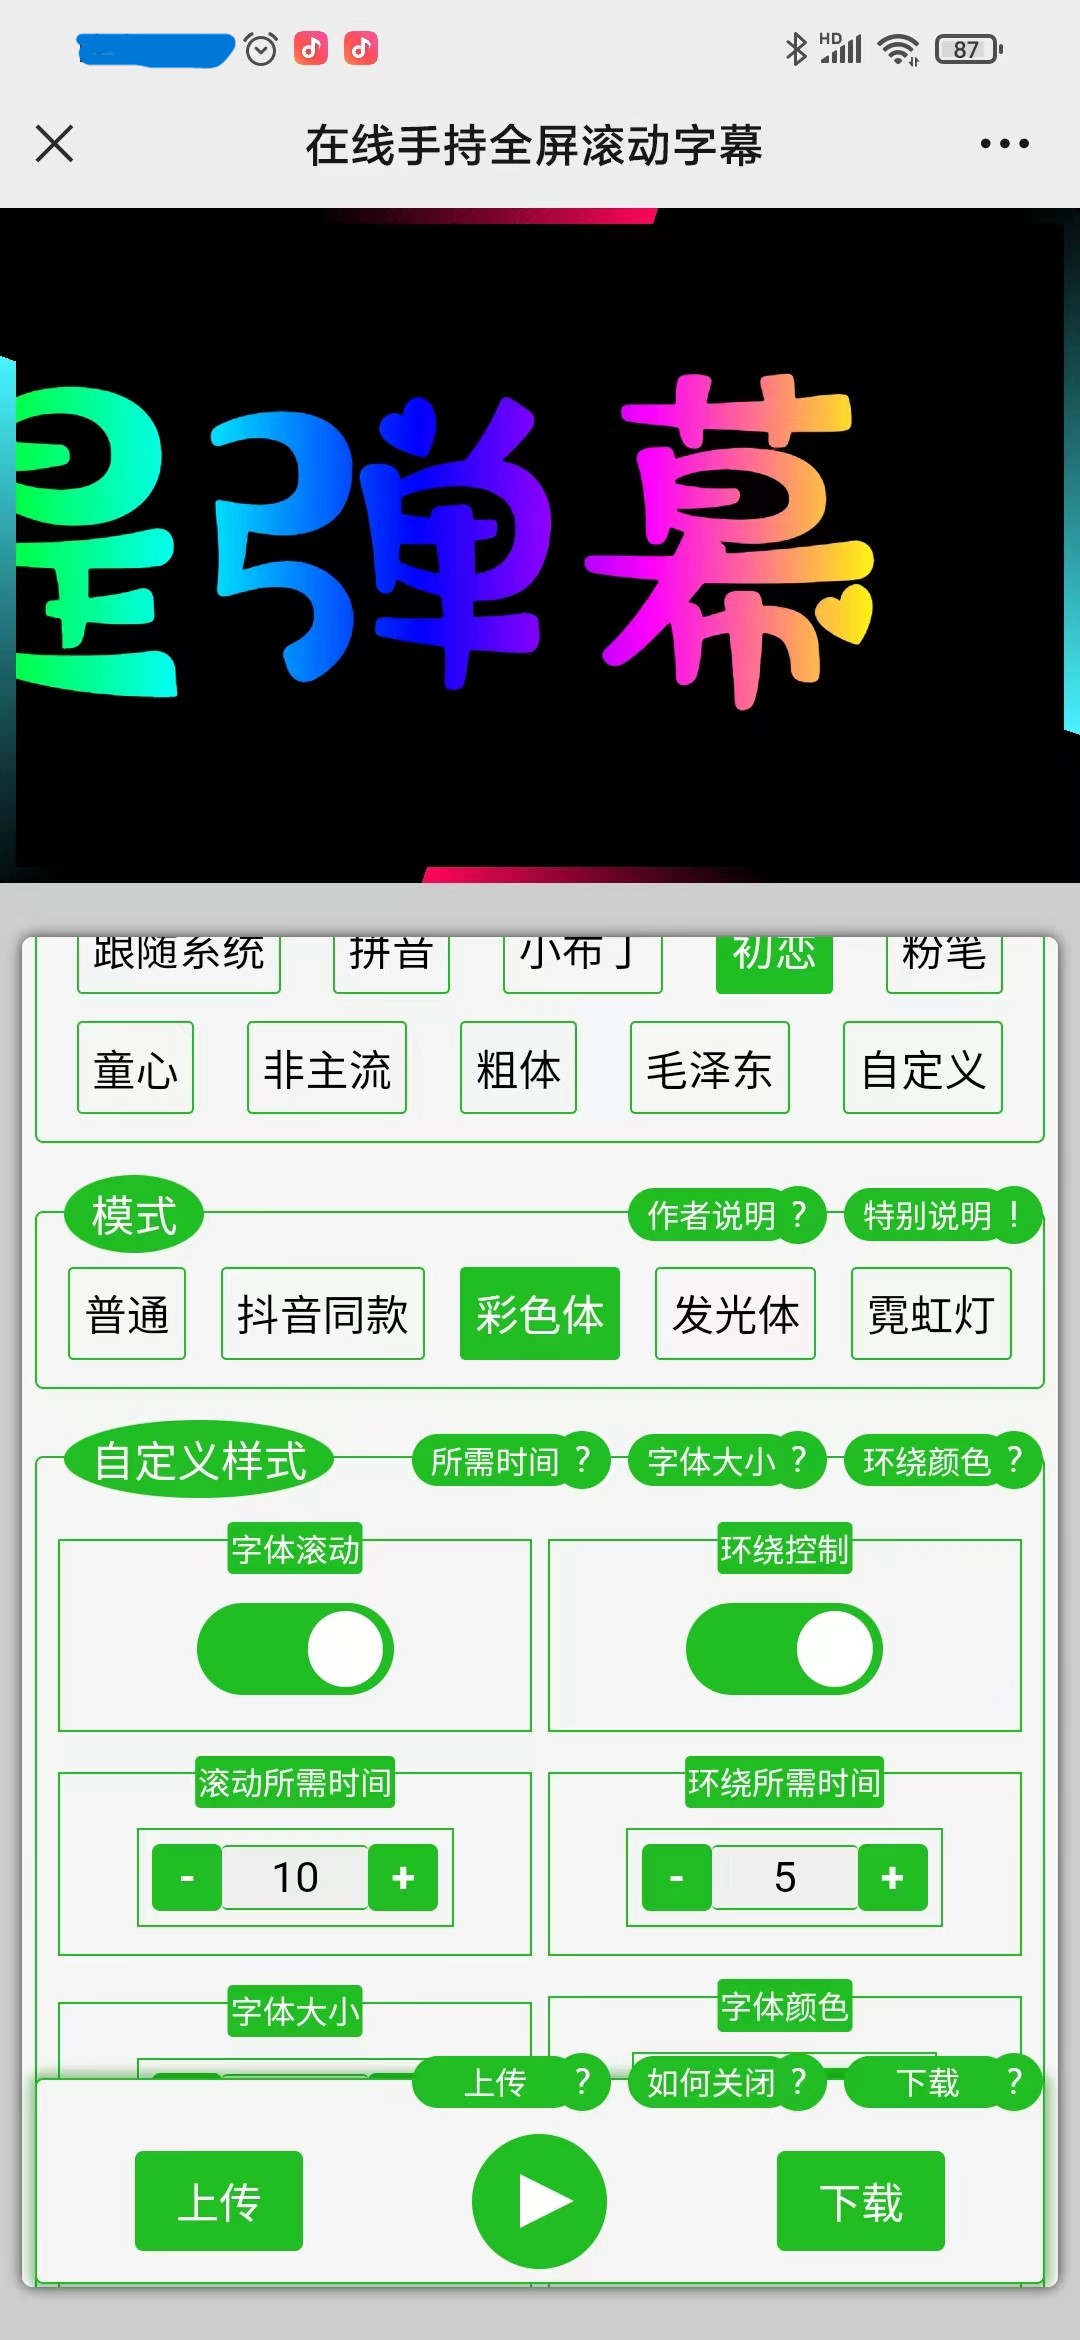 HD
87
在线手持全屏滚动字幕
是弹幕
跟随系统 拼音 小布丁 初恋 粉笔
童心 非主流 粗体 毛泽东 自定义
模式 作者说明 ? 特别说明 !
普通 抖音同款 彩色体 发光体 霓虹灯
自定义样式 所需时间 ? 字体大小 ? 环绕颜色 ?
字体滚动 环绕控制
滚动所需时间 环绕所需时间
- 10 + - 5 +
字体大小 字体颜色
上传 ? 如何关闭 ? 下载 ?
上传 下载